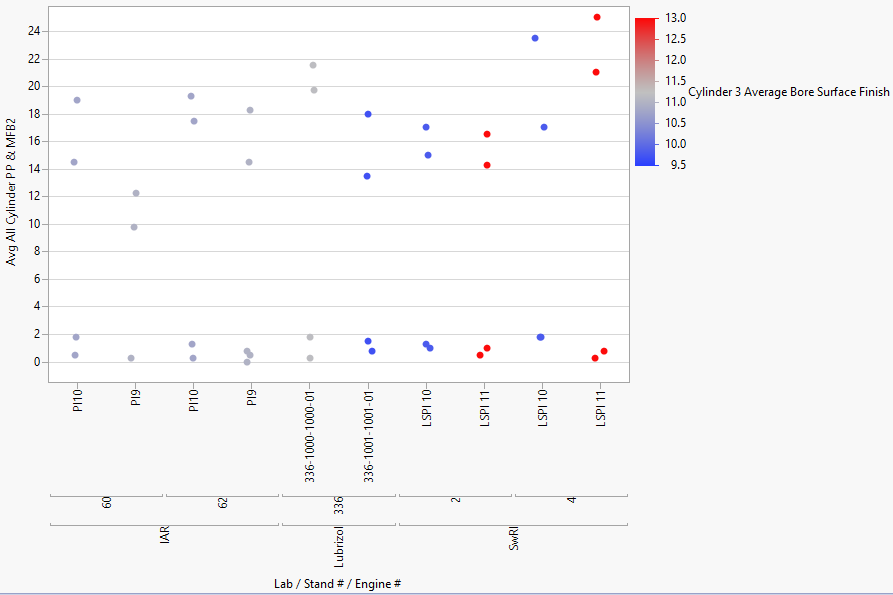 24
22
20
18
16
14
12
10
8
6
4
2
0
Avg All Cylinder PP & MFB2
13.0
12.5
12.0
11.5
11.0
10.5
10.0
9.5
Cylinder 3 Average Bore Surface Finish
PI10
PI9
PI10
PI9
336-1000-1000-01
336-1001-1001-01
LSPI 10
LSPI 11
LSPI 10
LSPI 11
60
62
336
2
4
IAR
Lubrizol
SwRI
Lab / Stand # / Engine #